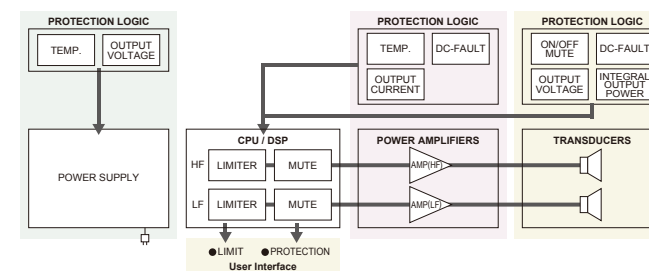 PROTECTION LOGIC
TEMP.
OUTPUT
VOLTAGE
POWER SUPPLY
PROTECTION LOGIC
TEMP.
DC-FAULT
OUTPUT
CURRENT
PROTECTION LOGIC
ON/OFF
MUTE
DC-FAULT
OUTPUT
VOLTAGE
INTEGRAL
OUTPUT
POWER
CPU / DSP
HF
LIMITER
MUTE
LF
LIMITER
MUTE
POWER AMPLIFIERS
AMP(HF)
AMP(LF)
TRANSDUCERS
●LIMIT
●PROTECTION
User Interface